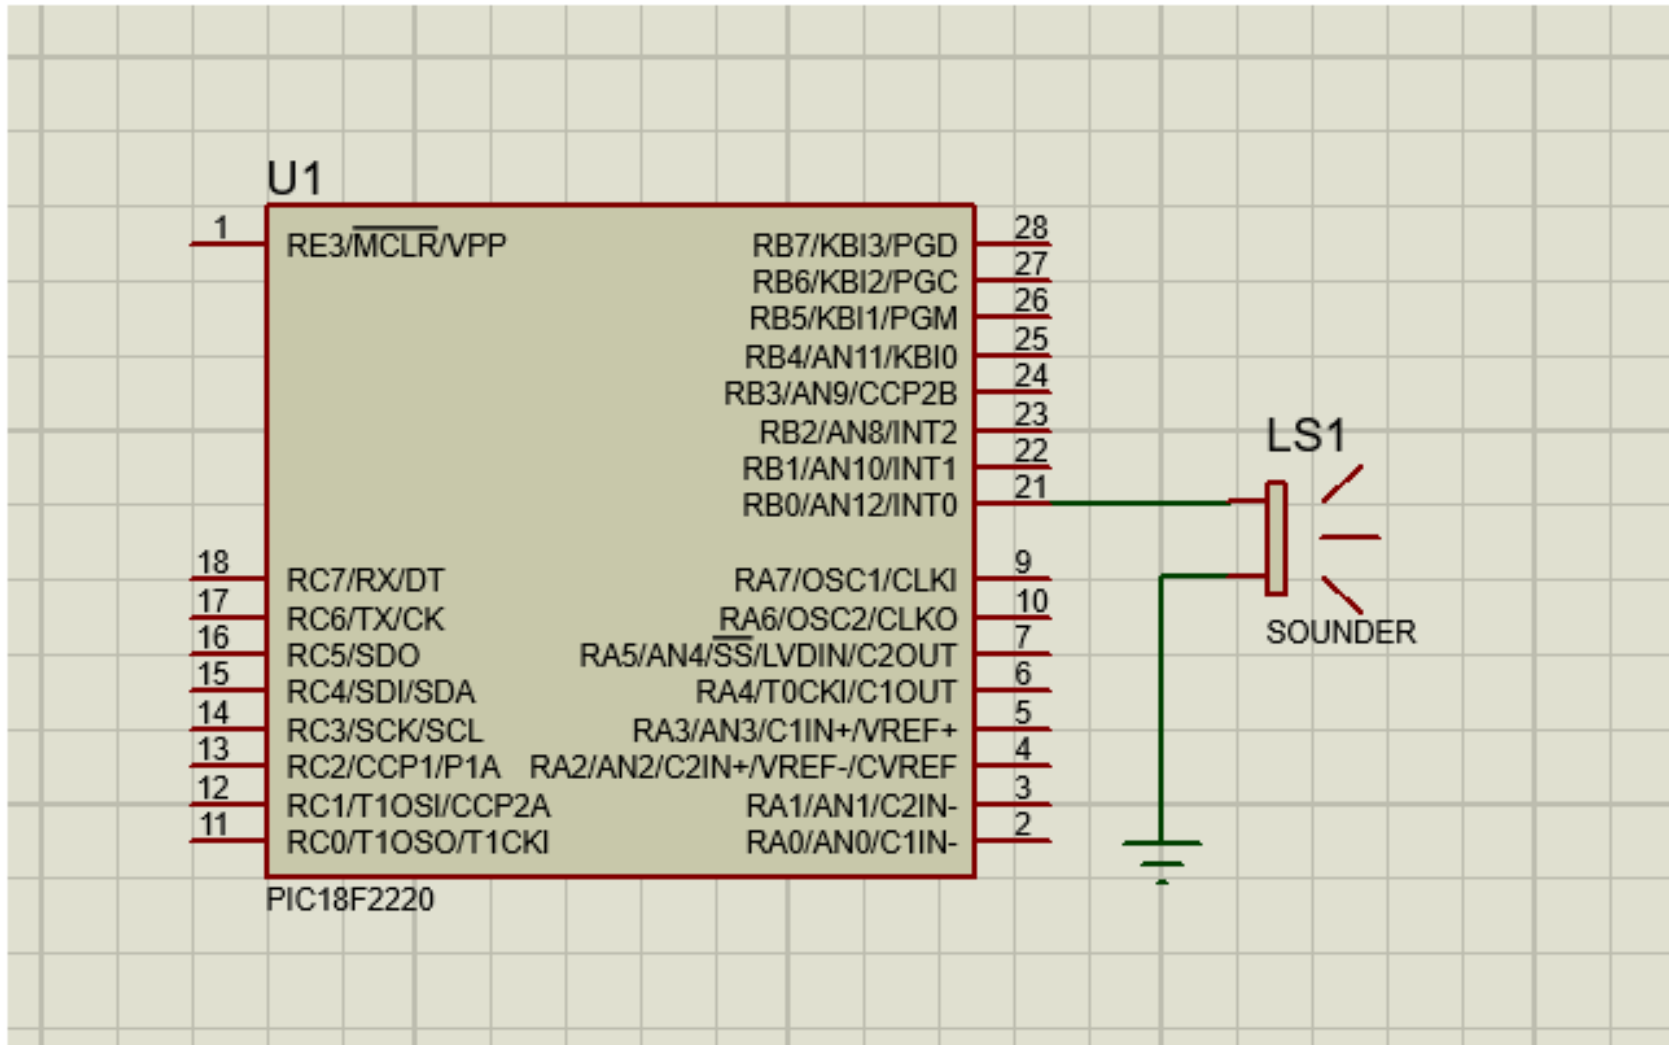 U1
1
RE3/MCLR/VPP
RB7/KBI3/PGD
28
RB6/KBI2/PGC
27
RB5/KBI1/PGM
26
RB4/AN11/KBI0
25
RB3/AN9/CCP2B
24
RB2/AN8/INT2
23
RB1/AN10/INT1
22
RB0/AN12/INT0
21
LS1
SOUNDER
18
RC7/RX/DT
RA7/OSC1/CLKI
9
17
RC6/TX/CK
RA6/OSC2/CLKO
10
16
RC5/SDO
RA5/AN4/SS/LVDIN/C2OUT
7
15
RC4/SDI/SDA
RA4/T0CKI/C1OUT
6
14
RC3/SCK/SCL
RA3/AN3/C1IN+/VREF+
5
13
RC2/CCP1/P1A
RA2/AN2/C2IN+/VREF-/CVREF
4
12
RC1/T1OSI/CCP2A
RA1/AN1/C2IN-
3
11
RC0/T1OSO/T1CKI
RA0/AN0/C1IN-
2
PIC18F2220